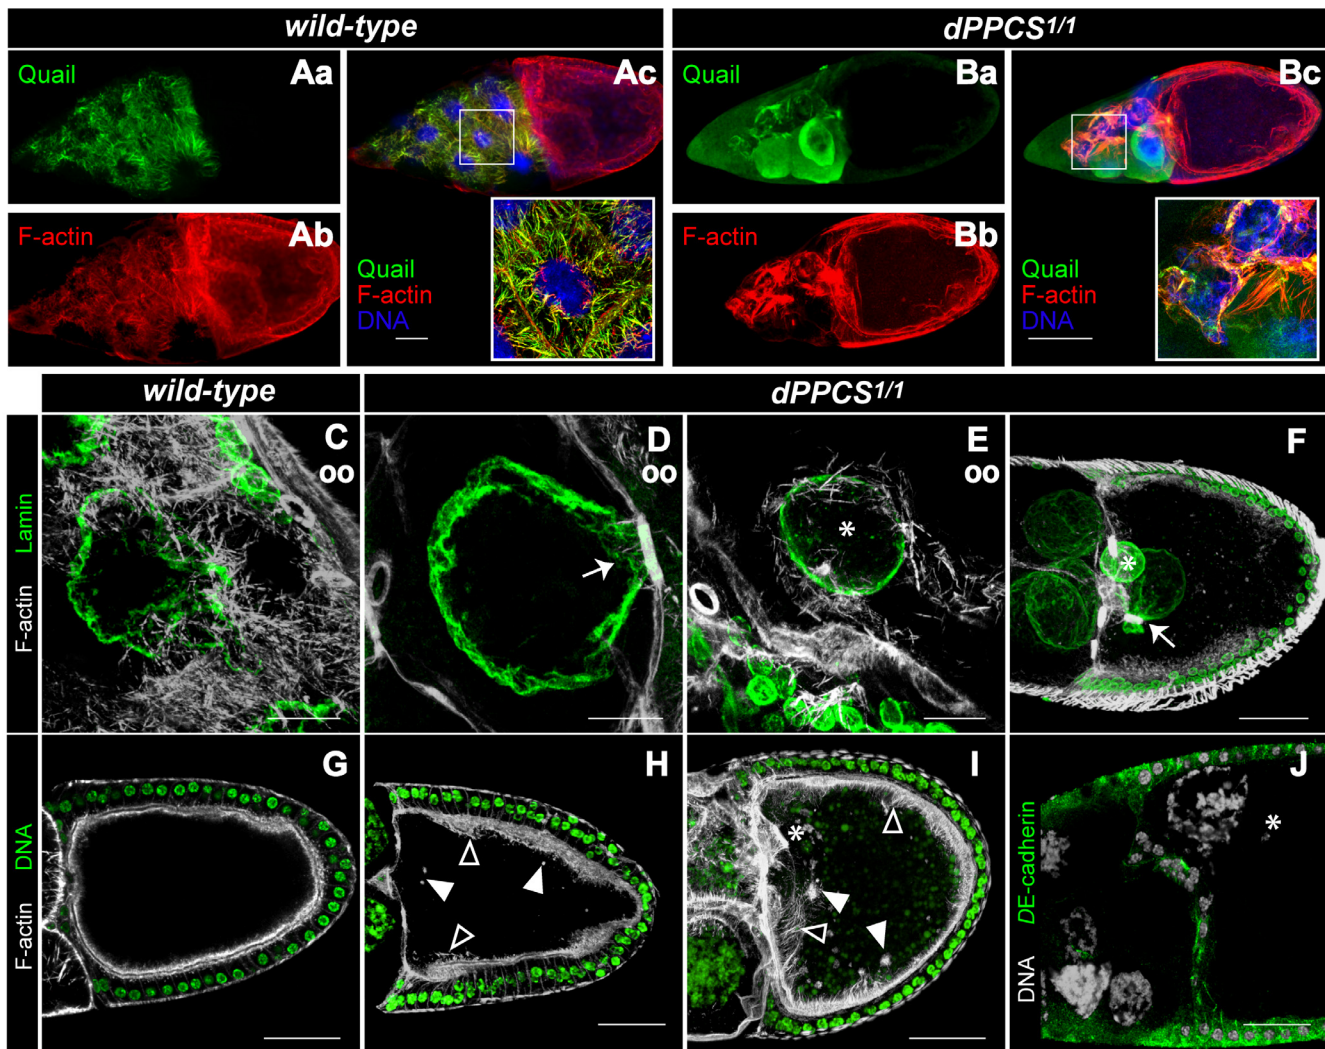 wild-type
dPPCS1/1
Quail
Aa
Ac
Quail
Ba
Bc
F-actin
Ab
Quail
F-actin
DNA
F-actin
Bb
Quail
F-actin
DNA
wild-type
dPPCS1/1
F-actin Lamin
C
oo
D
oo
E
oo
*
F
*
F-actin DNA
G
H
I
*
DNA DE-cadherin
J
*